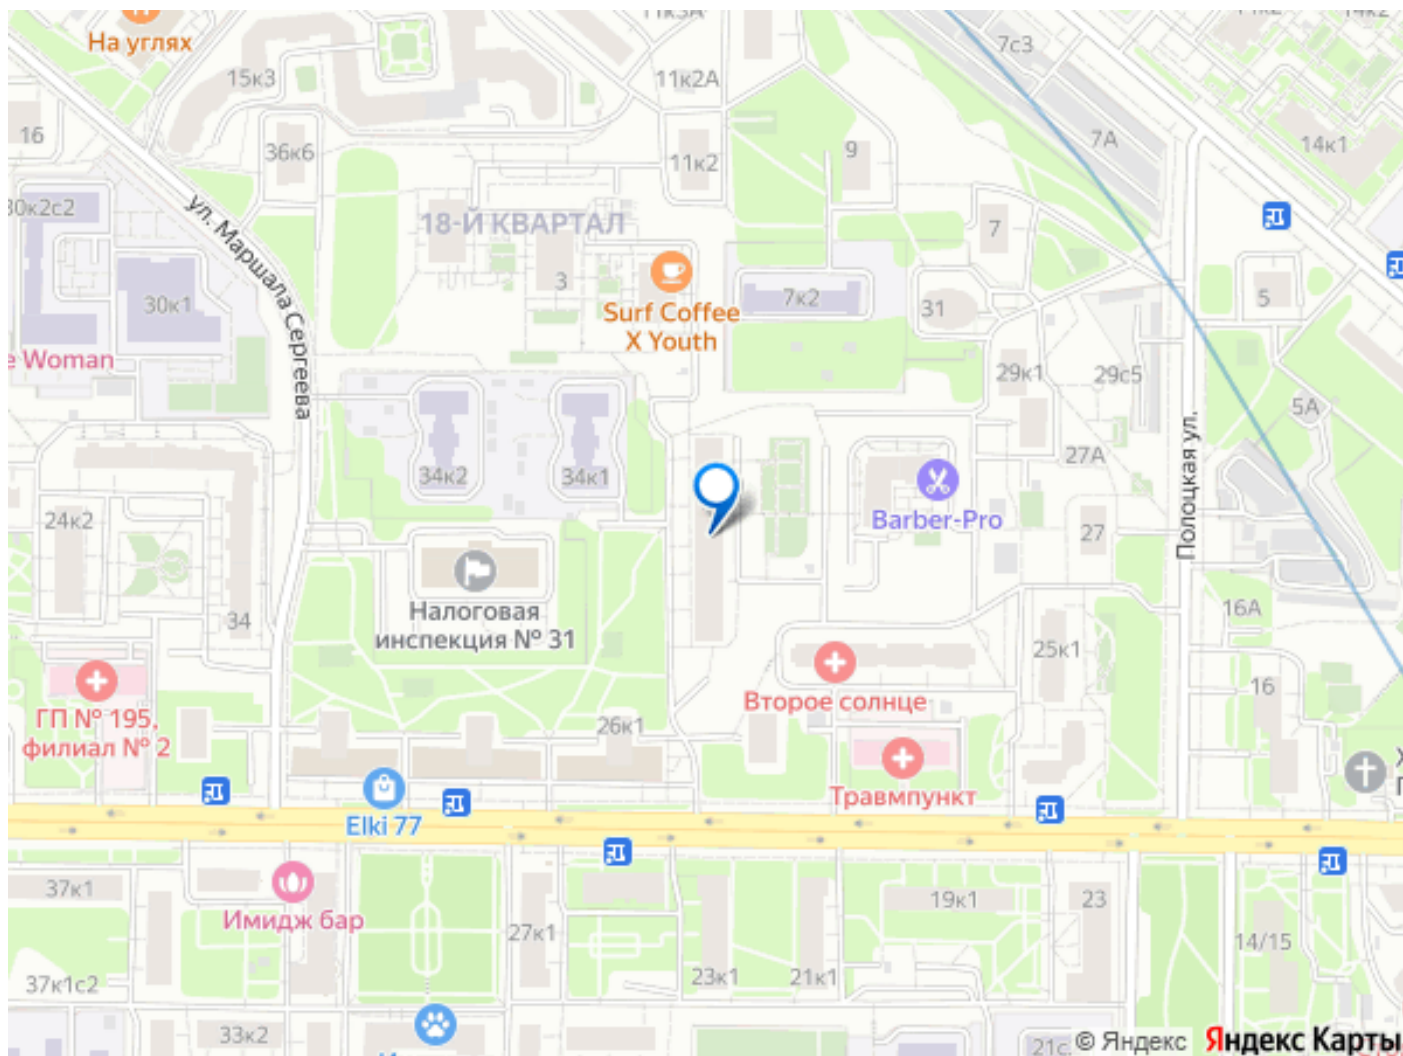 11к3А
11к2
14к2
На углях
7с3
15к3
11к2А
7А
16
36к6
11к2
9
14к1
30к2с2
ул. Маршала Сергеева
18-Й КВАРТАЛ
7
3
30к1
Surf Coffee
X Youth
7к2
31
5
e Woman
29к1
29с5
5А
Полоцкая ул.
34к2
34к1
27А
Barber-Pro
24к2
27
Налоговая
инспекция № 31
34
16А
25к1
Второе солнце
16
ГП № 195,
филиал № 2
26к1
Травмпункт
Elki 77
37к1
Имидж бар
19к1
23
27к1
14/15
37к1с2
23к1
21к1
33к2
21с.
© Яндекс
Яндекс Карты